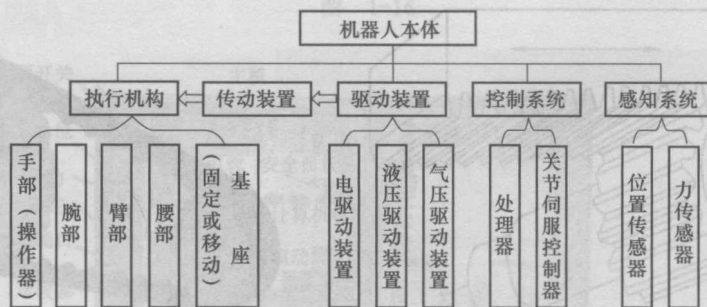 机器人本体
执行机构
传动装置
驱动装置
控制系统
感知系统
手部（操作器）
腕部
臂部
腰部
基座
（固定或移动）
电驱动装置
液压驱动装置
气压驱动装置
处理器
关节伺服控制器
位置传感器
力传感器